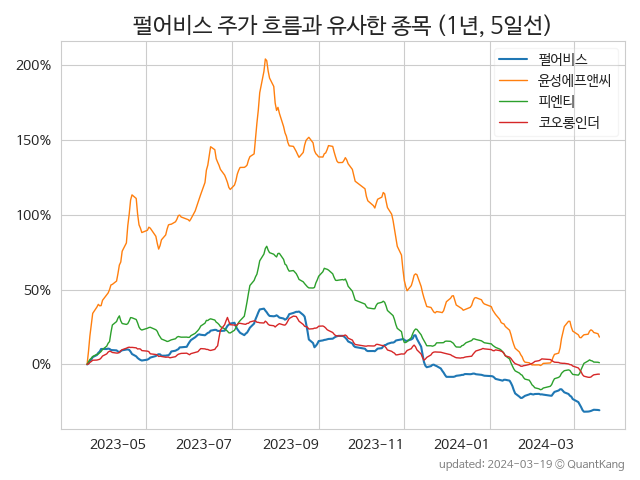 펄어비스 주가 흐름과 유사한 종목 (1년, 5일선)
200%
150%
100%
50%
0%
펄어비스
윤성에프앤씨
피엔티
코오롱인더
2023-05
2023-07
2023-09
2023-11
2024-01
2024-03
updated: 2024-03-19 © QuantKang